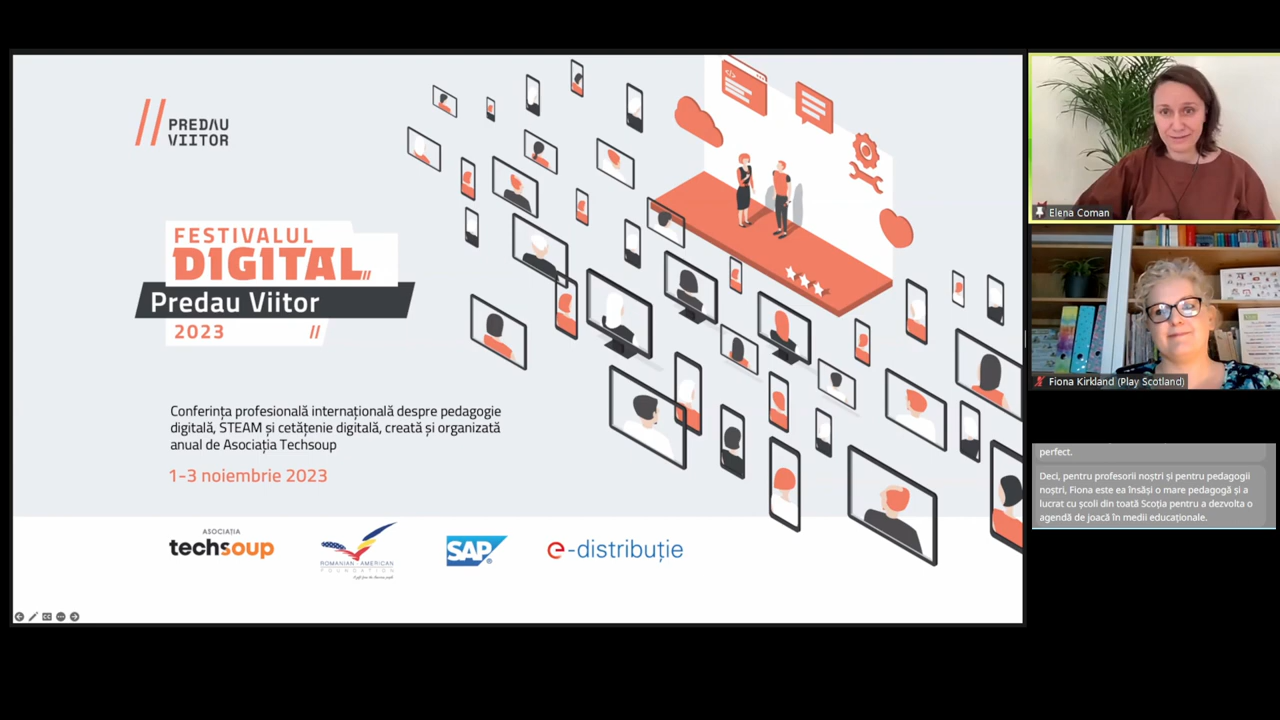 PREDAU
VIITOR
FESTIVALUL
DIGITAL//
Predau Viitor
2023 //
Conferința profesională internațională despre pedagogie
digitală, STEAM și cetățenie digitală, creată și organizată
anual de Asociația Techsoup
1-3 noiembrie 2023
ASOCIAȚIA
techsoup
ROMANIAN-AMERICAN
FOUNDATION
SAP
e-distribuție
Elena Coman
Fiona Kirkland (Play Scotland)
perfect.
Deci, pentru profesorii noștri și pentru pedagogii
noștri, Fiona este ea însăși o mare pedagogă și a
lucrat cu școli din toată Scoția pentru a dezvolta o
agendă de joacă în medii educaționale.